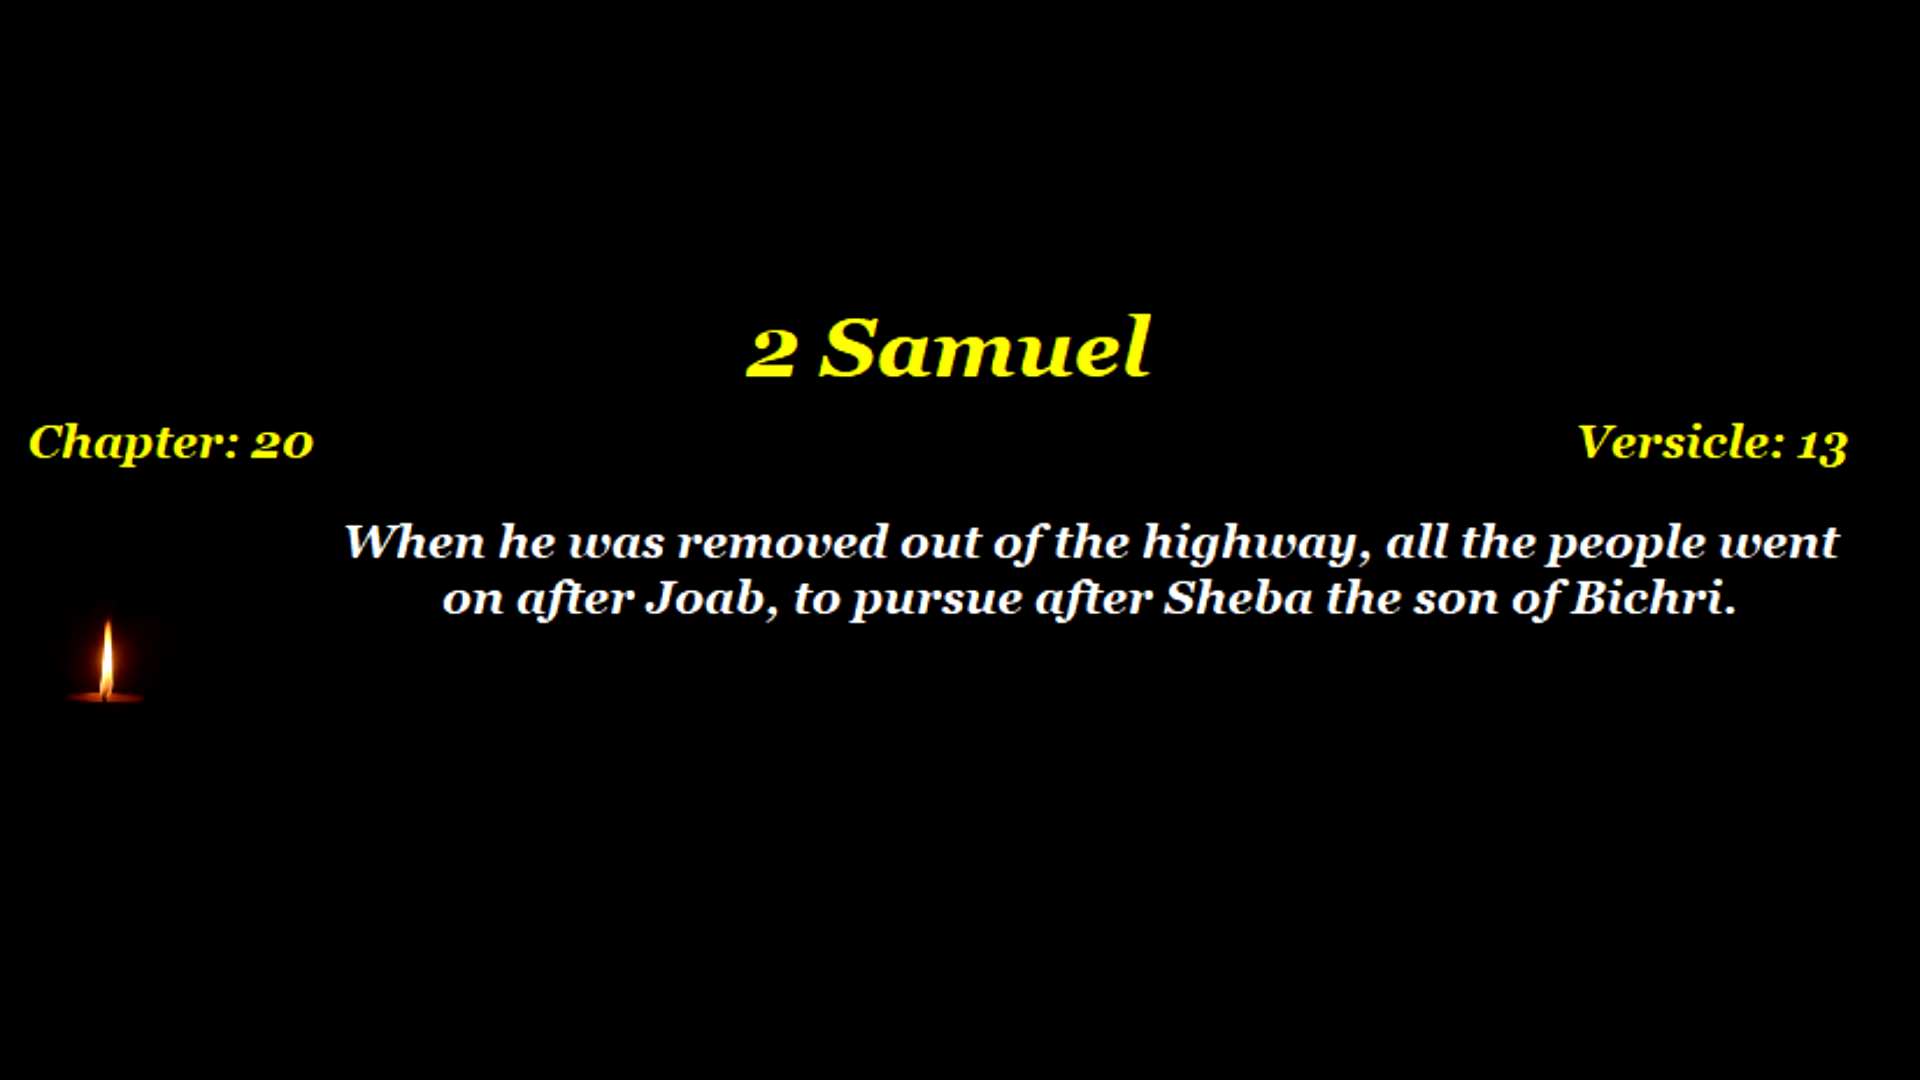 2 Samuel
Chapter: 20
Versicle: 13
When he was removed out of the highway, all the people went
on after Joab, to pursue after Sheba the son of Bichri.